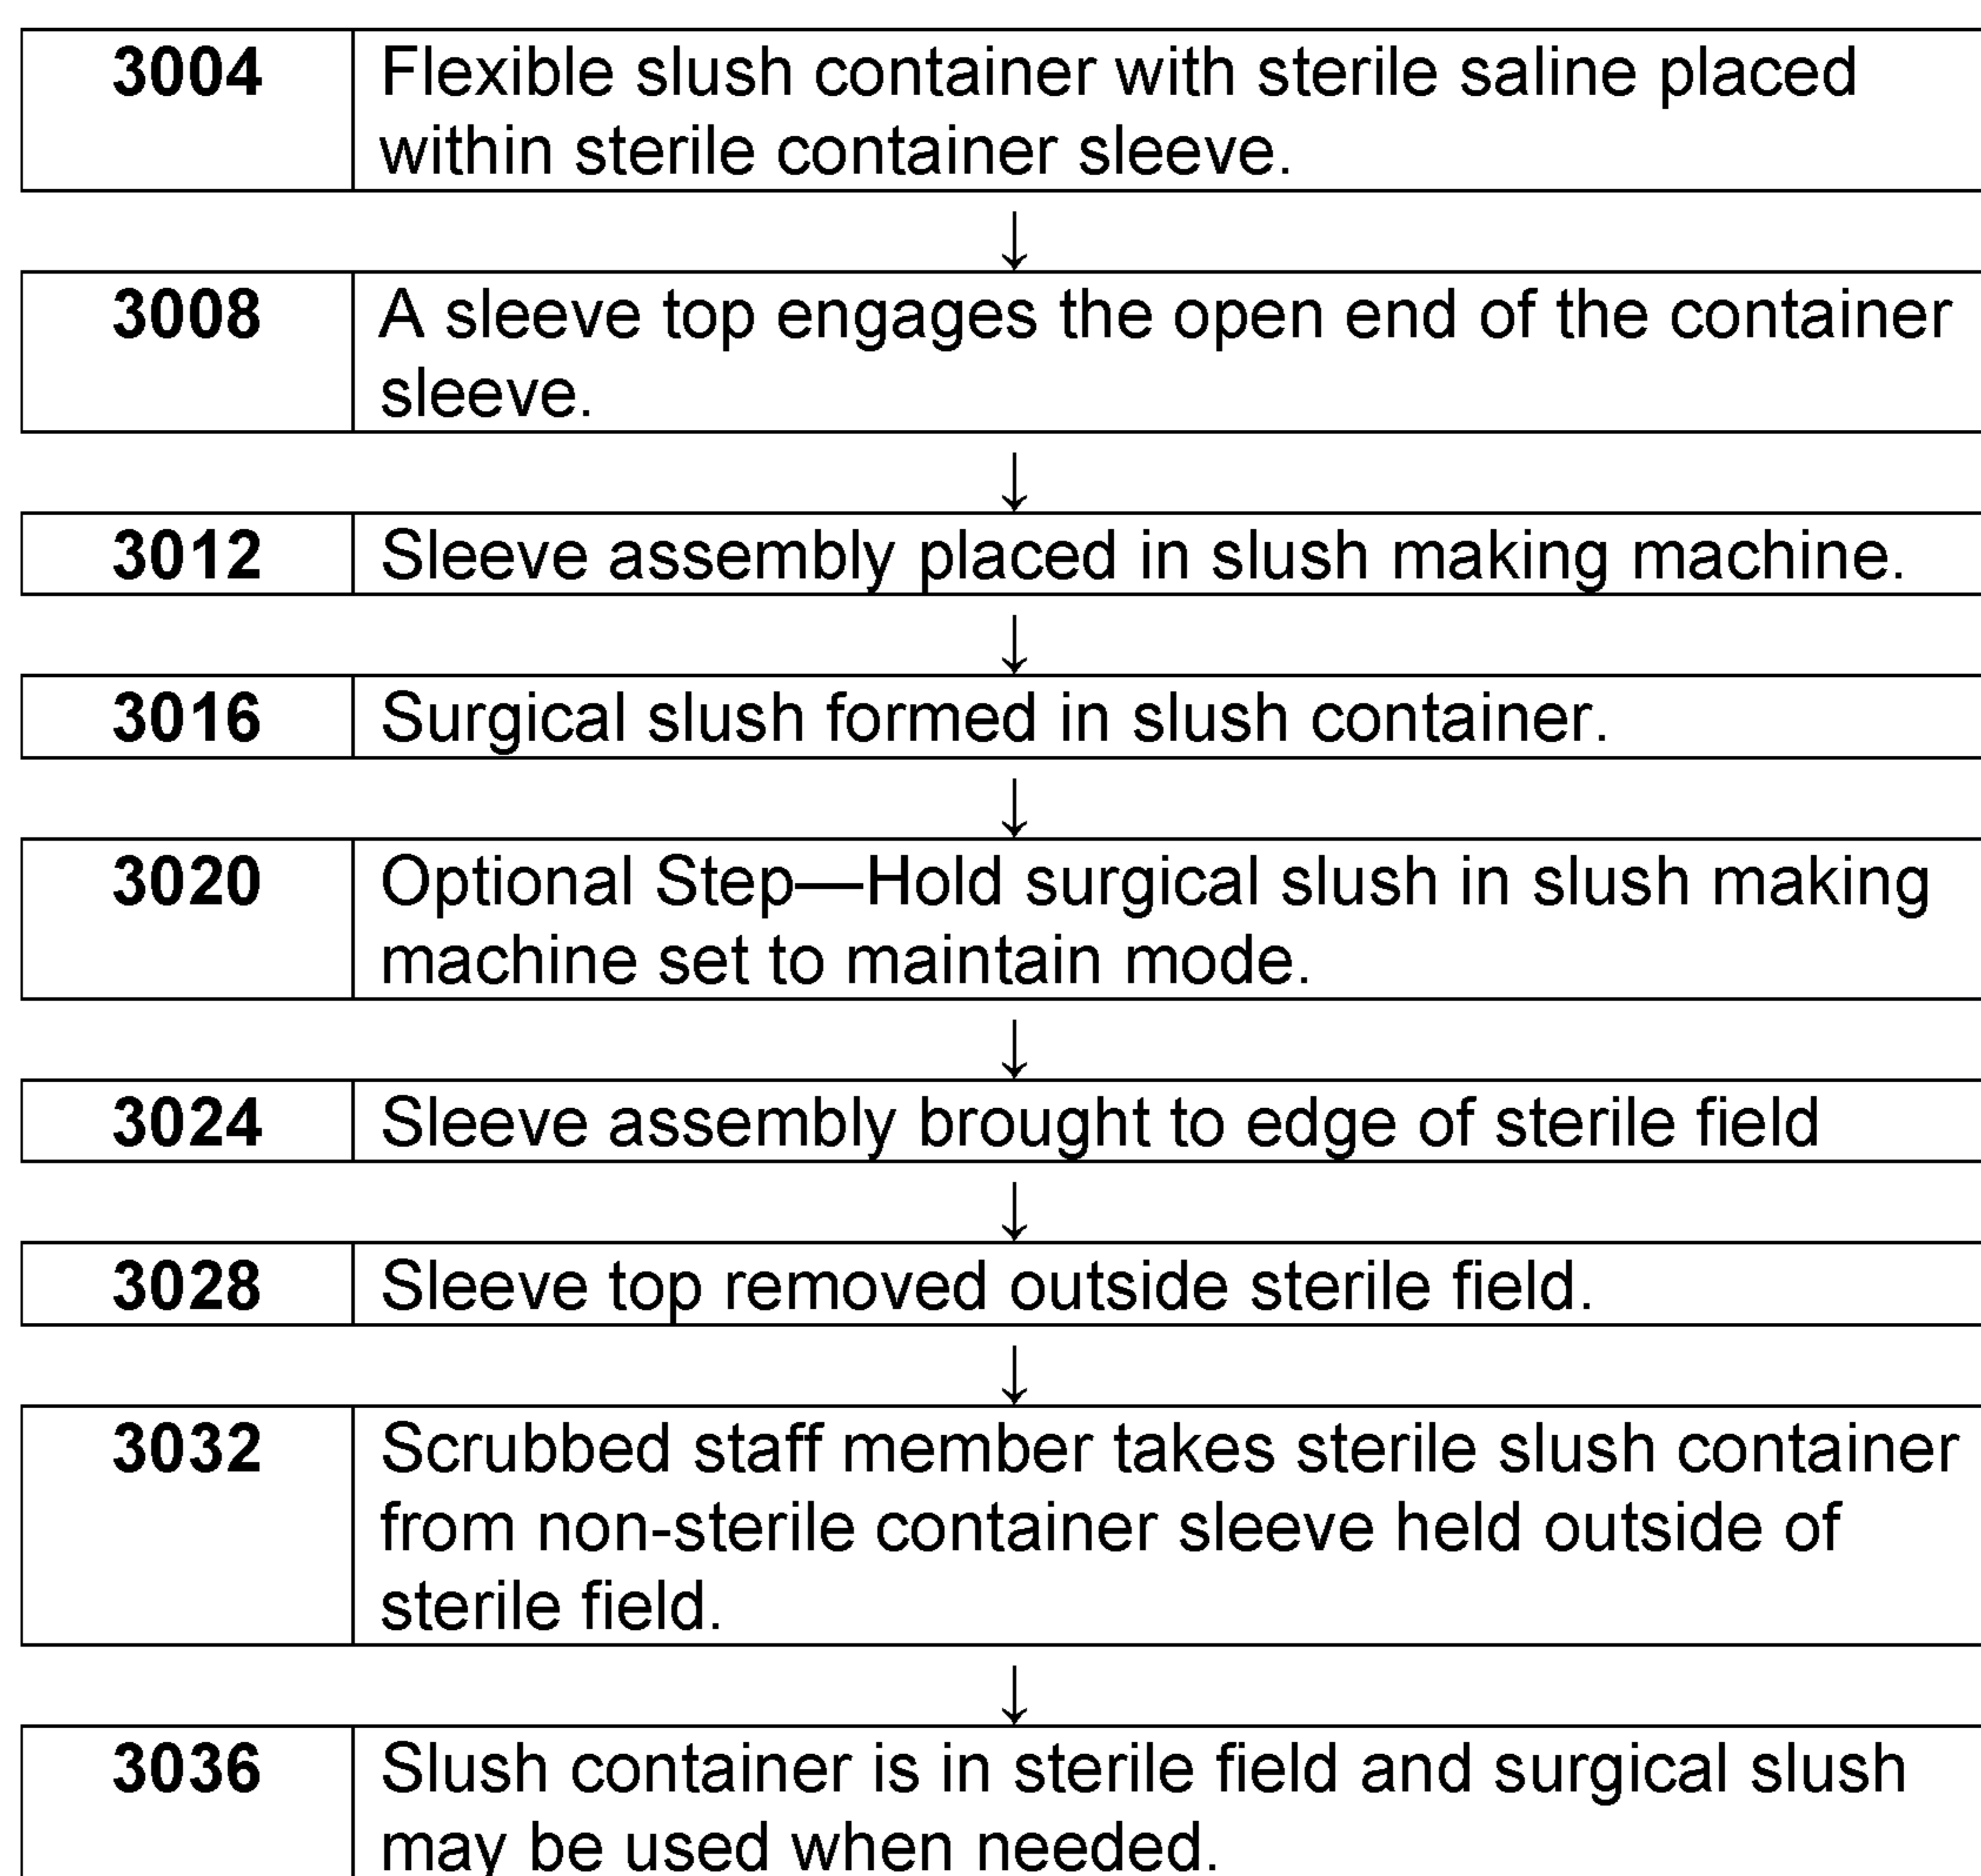 3004 Flexible slush container with sterile saline placed
within sterile container sleeve.
↓
3008 A sleeve top engages the open end of the container
sleeve.
↓
3012 Sleeve assembly placed in slush making machine.
↓
3016 Surgical slush formed in slush container.
↓
3020 Optional Step—Hold surgical slush in slush making
machine set to maintain mode.
↓
3024 Sleeve assembly brought to edge of sterile field
↓
3028 Sleeve top removed outside sterile field.
↓
3032 Scrubbed staff member takes sterile slush container
from non-sterile container sleeve held outside of
sterile field.
↓
3036 Slush container is in sterile field and surgical slush
may be used when needed.